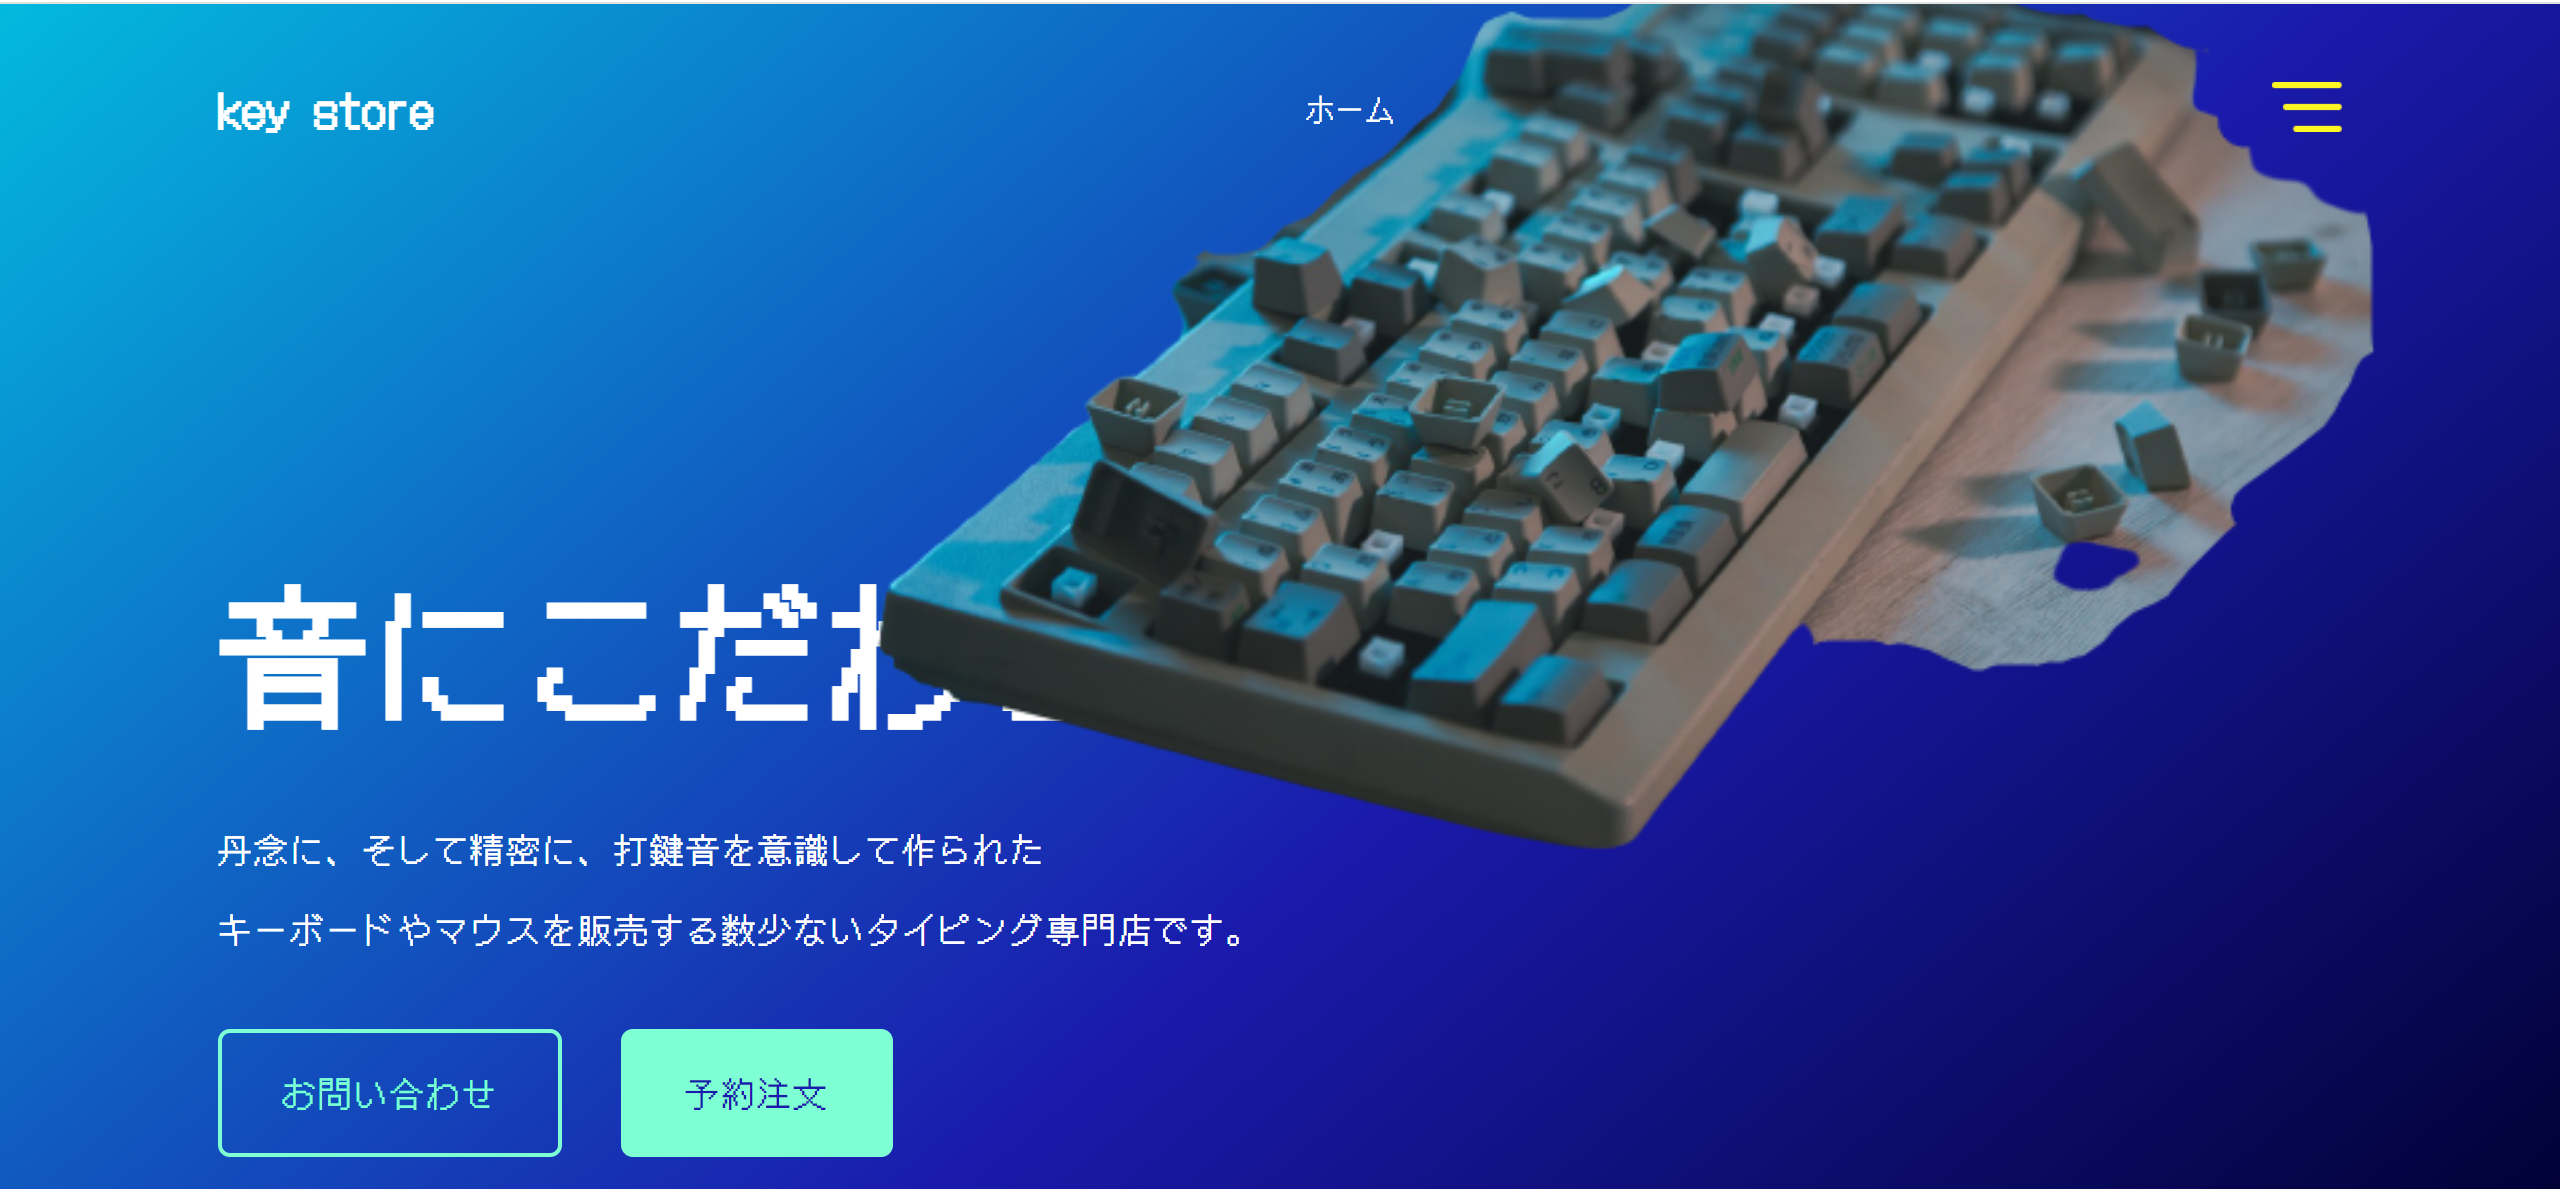 key store
ホーム
音にこだわ
丹念に、そして精密に、打鍵音を意識して作られた
キーボードやマウスを販売する数少ないタイピング専門店です。
お問い合わせ
予約注文